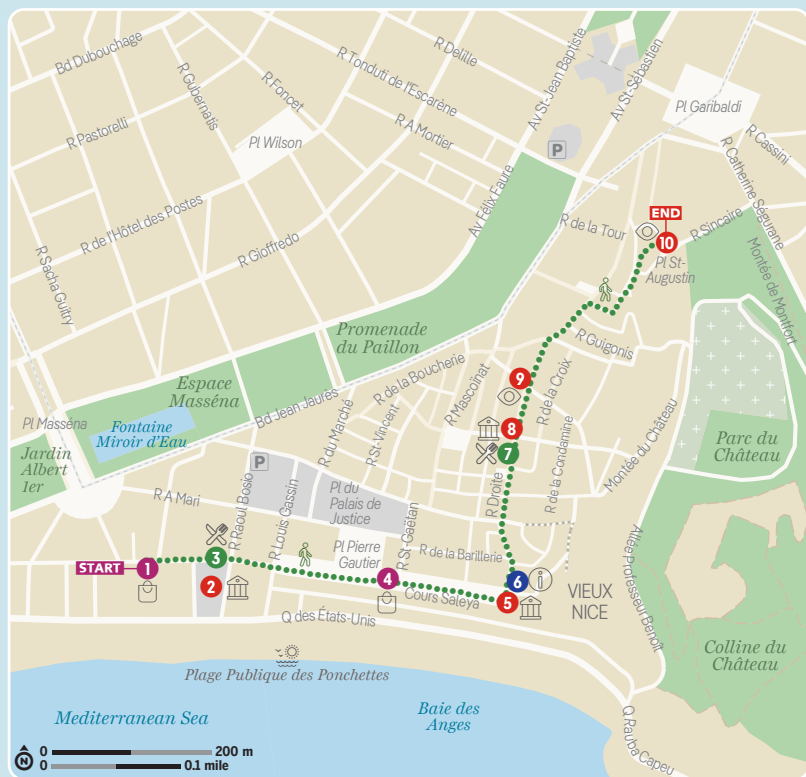 Bd Dubouchage
R Gubernatis
R Foncet
R Tonduti de l'Escarène
R Delille
Av St-Jean Baptiste
Av St-Sébastien
Pl Garibaldi
R Pastorelli
Pl Wilson
R A Mortier
P
R Cassini
R Catherine Ségurane
R de l'Hôtel des Postes
Av Félix Faure
END
10
R de la Tour
R Sincaire
R Sacha Guitry
R Gioffredo
Pl St-
Augustin
Montée de Montfort
Promenade
du Paillon
R Guigonis
Espace
Masséna
R de la Boucherie
R Mascoïnat
9
R de la Croix
Pl Masséna
Fontaine
Miroir d'Eau
Bd Jean-Jaurès
R du Marché
R St-Vincent
8
Parc du
Château
Jardin
Albert
1er
P
7
R de la Condamine
Montée du Château
R A Mari
R Raoul Bosio
R Louis Gassin
Pl du
Palais de
Justice
R Droite
R St-Gaëtan
3
Pl Pierre
Gautier
R de la Barillerie
START
1
2
4
Cours Saleya
6
5
VIEUX
NICE
Allée Professeur Benoît
Q des États-Unis
Colline du
Château
Plage Publique des Ponchettes
Mediterranean Sea
Baie des
Anges
Q Rauba Capeu
N
0
200 m
0
0.1 mile